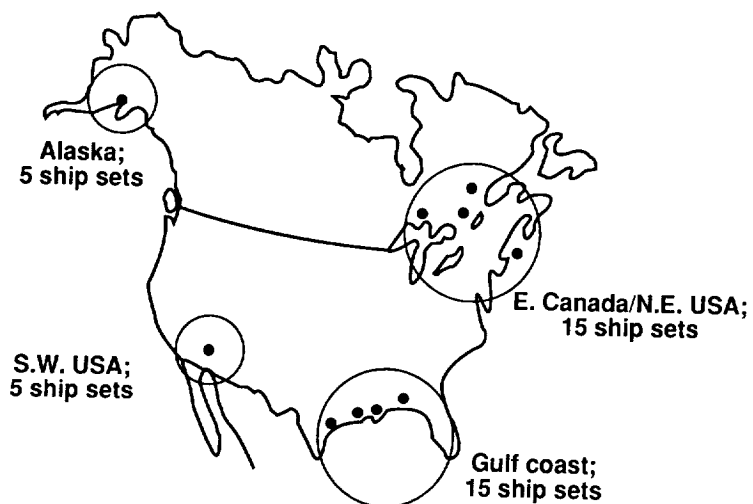 Alaska;
5 ship sets
E. Canada/N.E. USA;
15 ship sets
S.W. USA;
5 ship sets
Gulf coast;
15 ship sets